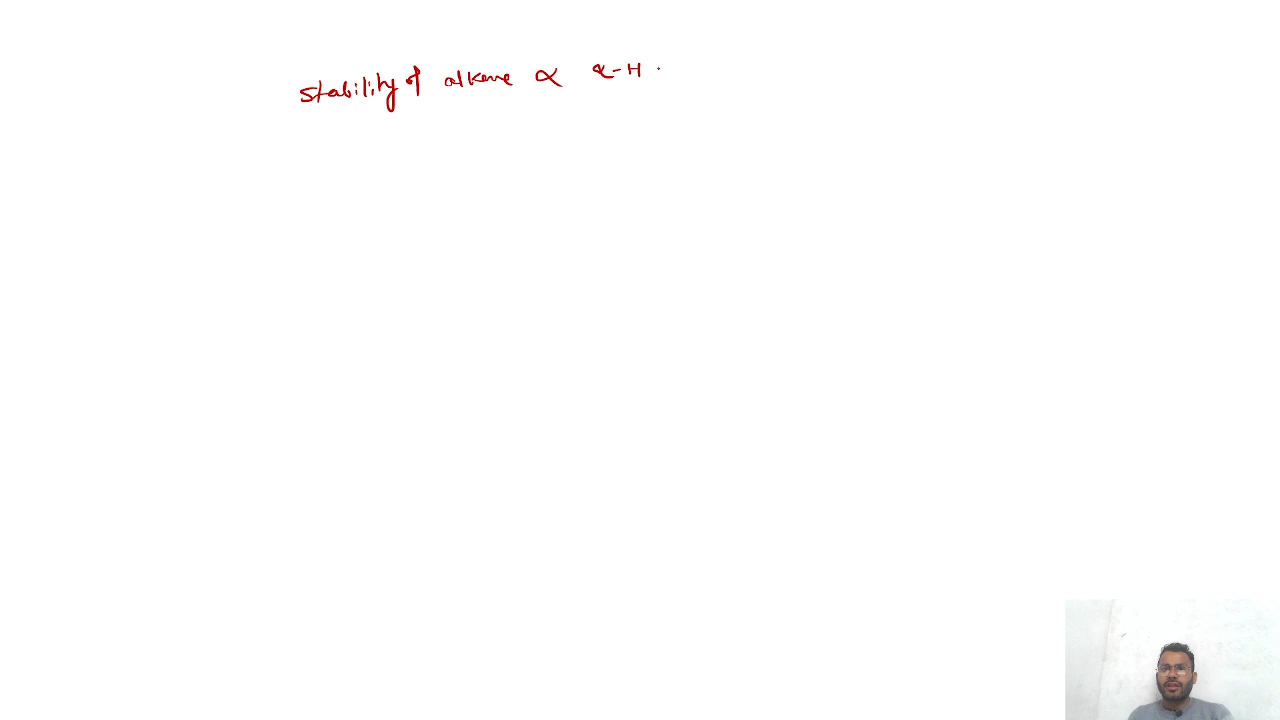 Stability of alkene ∝ α-H.